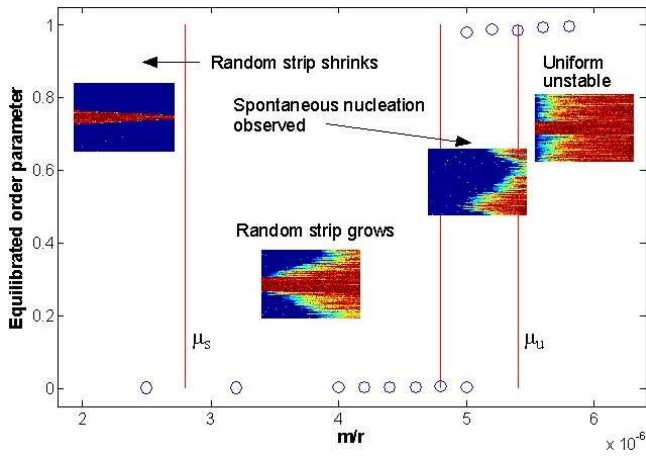 Random strip shrinks
Uniform
unstable
Spontaneous nucleation
observed
Random strip grows
Equilibrated order parameter
1
0.8
0.6
0.4
0.2
0
μs
μu
2
3
4
5
6
m/r
x 10⁻⁶